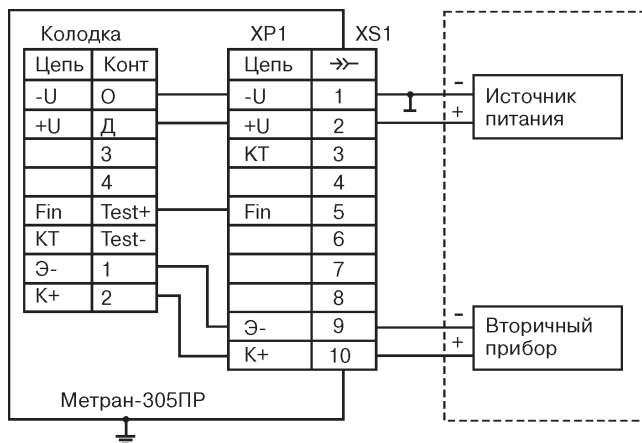 Колодка XP1 XS1
Цепь Конт Цепь
-U О -U 1 - Источник питания
+U Д +U 2 +
3 КТ 3
4 4
Fin Test+ Fin 5
КТ Test- 6
Э- 1 7
К+ 2 8
Э- 9 - Вторичный прибор
К+ 10 +
Метран-305ПР